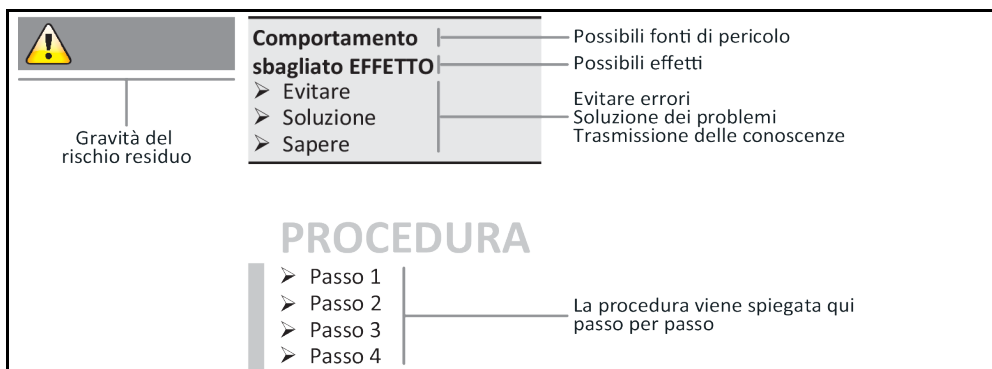 Comportamento
sbagliato EFFETTO
➢ Evitare
➢ Soluzione
➢ Sapere
Possibili fonti di pericolo
Possibili effetti
Evitare errori
Soluzione dei problemi
Trasmissione delle conoscenze
Gravità del
rischio residuo
PROCEDURA
➢ Passo 1
➢ Passo 2
➢ Passo 3
➢ Passo 4
La procedura viene spiegata qui
passo per passo